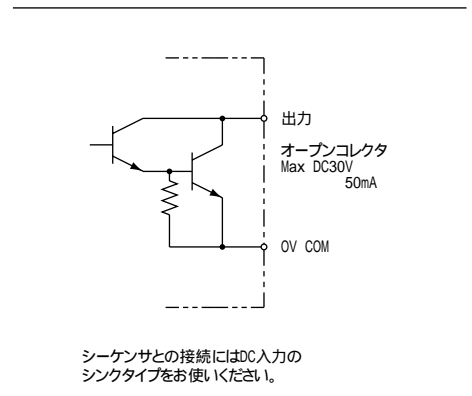 出力
オープンコレクタ
Max DC30V
50mA
0V COM
シーケンサとの接続にはDC入力の
シンクタイプをお使いください。